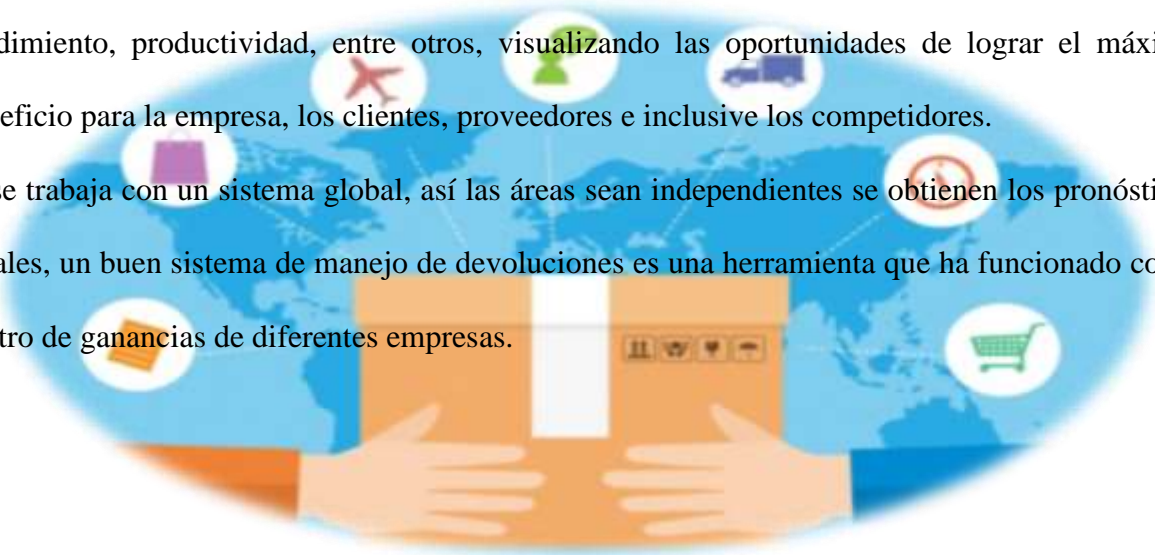 dimiento, productividad, entre otros, visualizando las oportunidades de lograr el máxi
eficio para la empresa, los clientes, proveedores e inclusive los competidores.
se trabaja con un sistema global, así las áreas sean independientes se obtienen los pronósti
ales, un buen sistema de manejo de devoluciones es una herramienta que ha funcionado co
tro de ganancias de diferentes empresas.